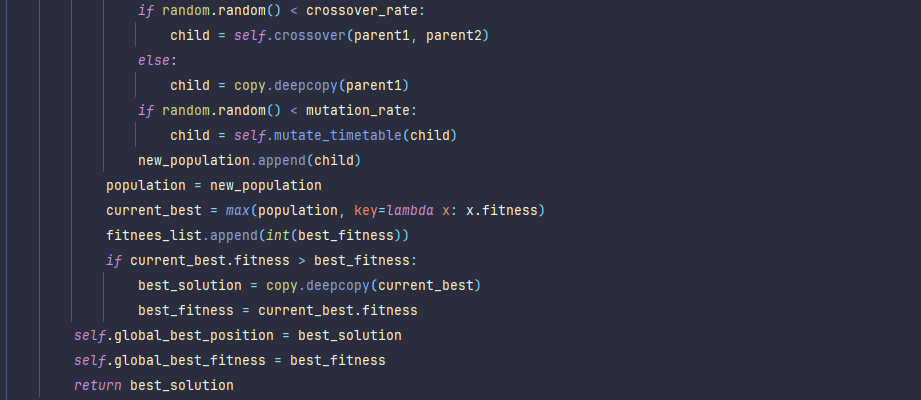 if random.random() < crossover_rate:
child = self.crossover(parent1, parent2)
else:
child = copy.deepcopy(parent1)
if random.random() < mutation_rate:
child = self.mutate_timetable(child)
new_population.append(child)
population = new_population
current_best = max(population, key=lambda x: x.fitness)
fitnees_list.append(int(best_fitness))
if current_best.fitness > best_fitness:
best_solution = copy.deepcopy(current_best)
best_fitness = current_best.fitness
self.global_best_position = best_solution
self.global_best_fitness = best_fitness
return best_solution